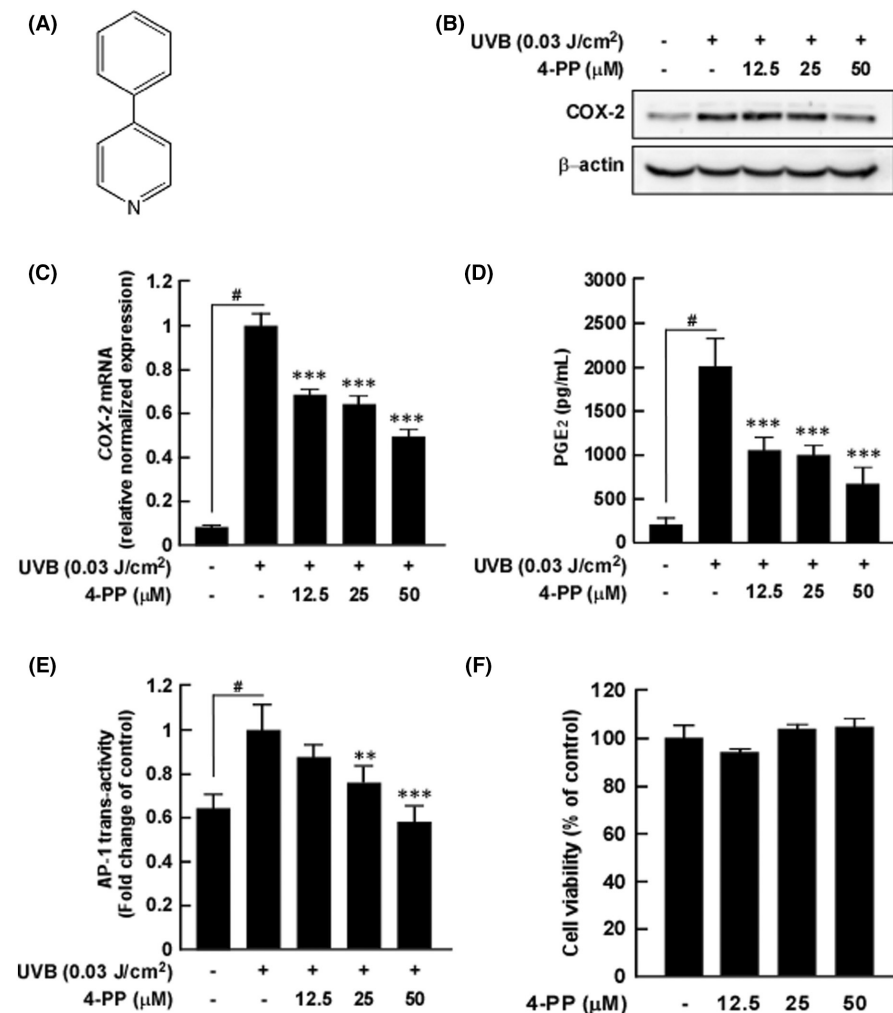 (A)
N
(B)
UVB (0.03 J/cm²) - + + + +
4-PP (μM) - - 12.5 25 50
COX-2
β-actin
(C)
COX-2 mRNA
(relative normalized expression)
1.2
1
0.8
0.6
0.4
0.2
0
#
*** *** ***
UVB (0.03 J/cm²) - + + + +
4-PP (μM) - - 12.5 25 50
(D)
PGE₂ (pg/mL)
3000
2500
2000
1500
1000
500
0
#
*** *** ***
UVB (0.03 J/cm²) - + + + +
4-PP (μM) - - 12.5 25 50
(E)
AP-1 trans-activity
(Fold change of control)
1.2
1
0.8
0.6
0.4
0.2
0
#
** ***
UVB (0.03 J/cm²) - + + + +
4-PP (μM) - - 12.5 25 50
(F)
Cell viability (% of control)
120
100
80
60
40
20
0
4-PP (μM) - 12.5 25 50